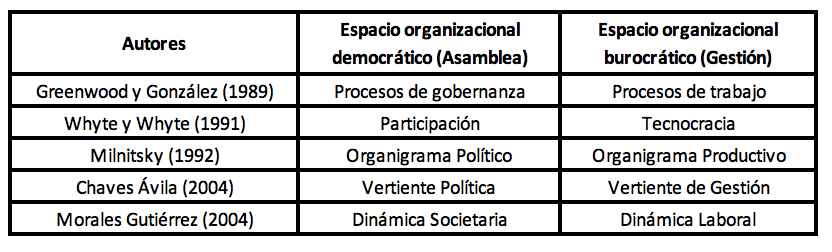 Autores Espacio organizacional democrático (Asamblea) Espacio organizacional burocrático (Gestión)
Greenwood y González (1989) Procesos de gobernanza Procesos de trabajo
Whyte y Whyte (1991) Participación Tecnocracia
Milnitsky (1992) Organigrama Político Organigrama Productivo
Chaves Ávila (2004) Vertiente Política Vertiente de Gestión
Morales Gutiérrez (2004) Dinámica Societaria Dinámica Laboral